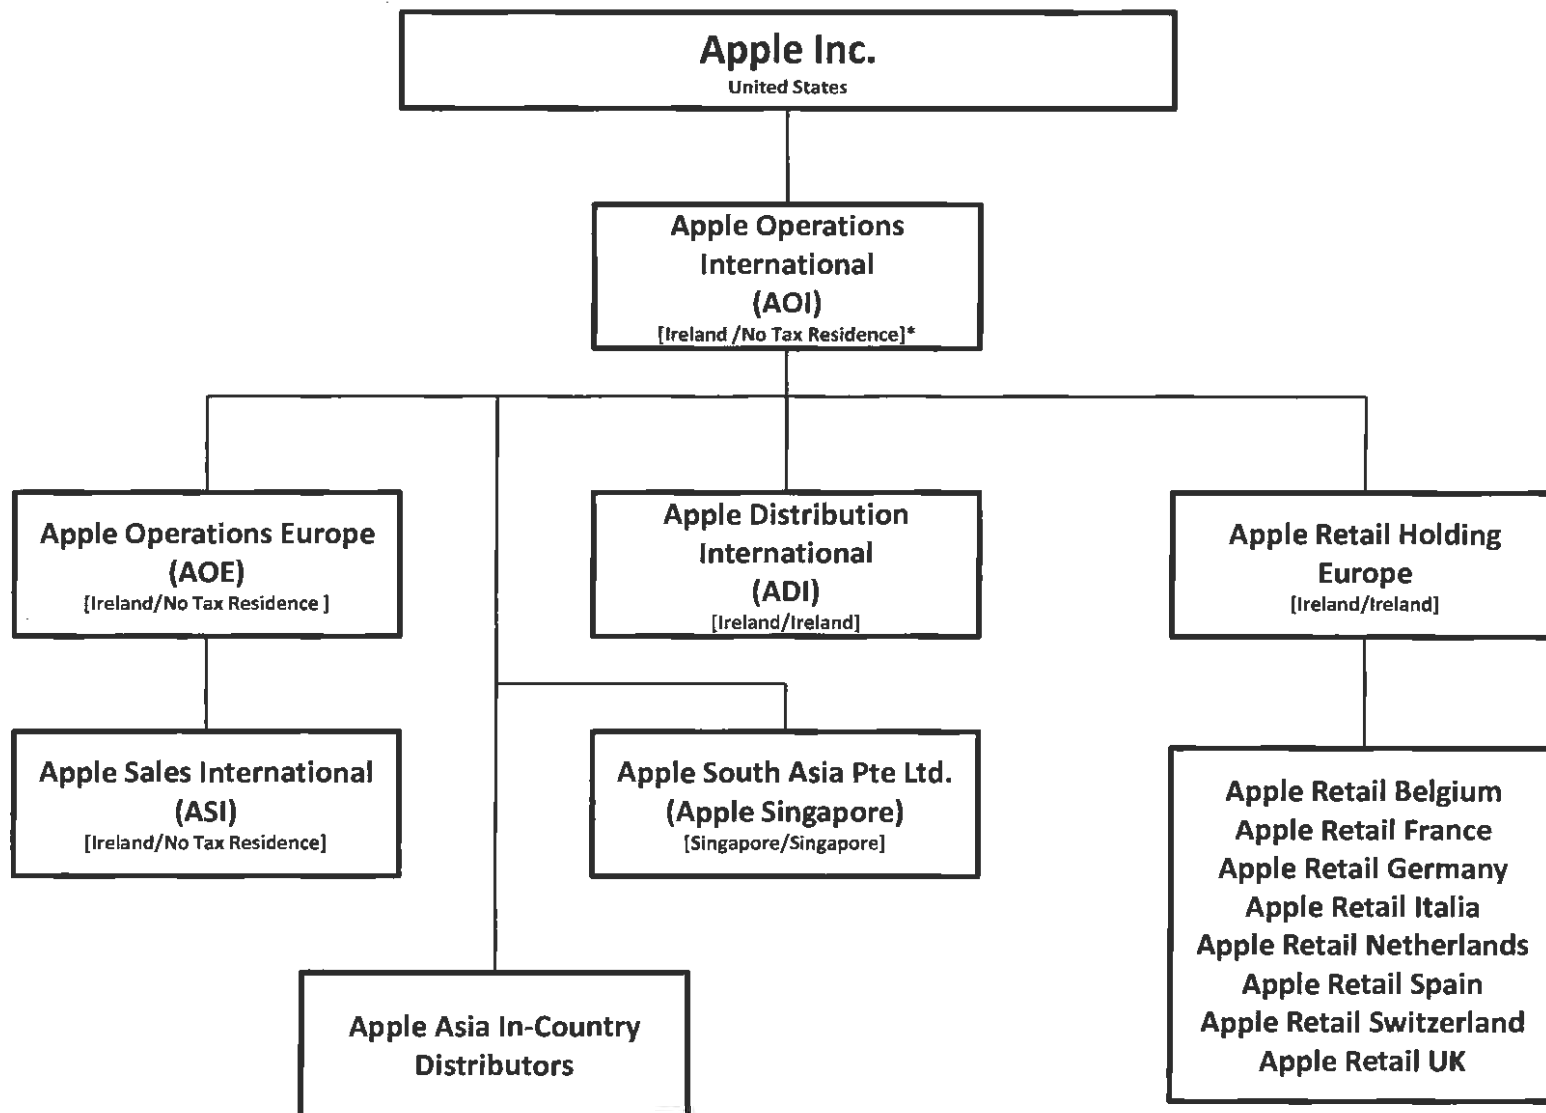 Apple Inc.
United States
Apple Operations
International
(AOI)
[Ireland /No Tax Residence]*
Apple Operations Europe
(AOE)
[Ireland/No Tax Residence ]
Apple Distribution
International
(ADI)
[Ireland/Ireland]
Apple Retail Holding
Europe
[Ireland/Ireland]
Apple Sales International
(ASI)
[Ireland/No Tax Residence]
Apple South Asia Pte Ltd.
(Apple Singapore)
[Singapore/Singapore]
Apple Retail Belgium
Apple Retail France
Apple Retail Germany
Apple Retail Italia
Apple Retail Netherlands
Apple Retail Spain
Apple Retail Switzerland
Apple Retail UK
Apple Asia In-Country
Distributors